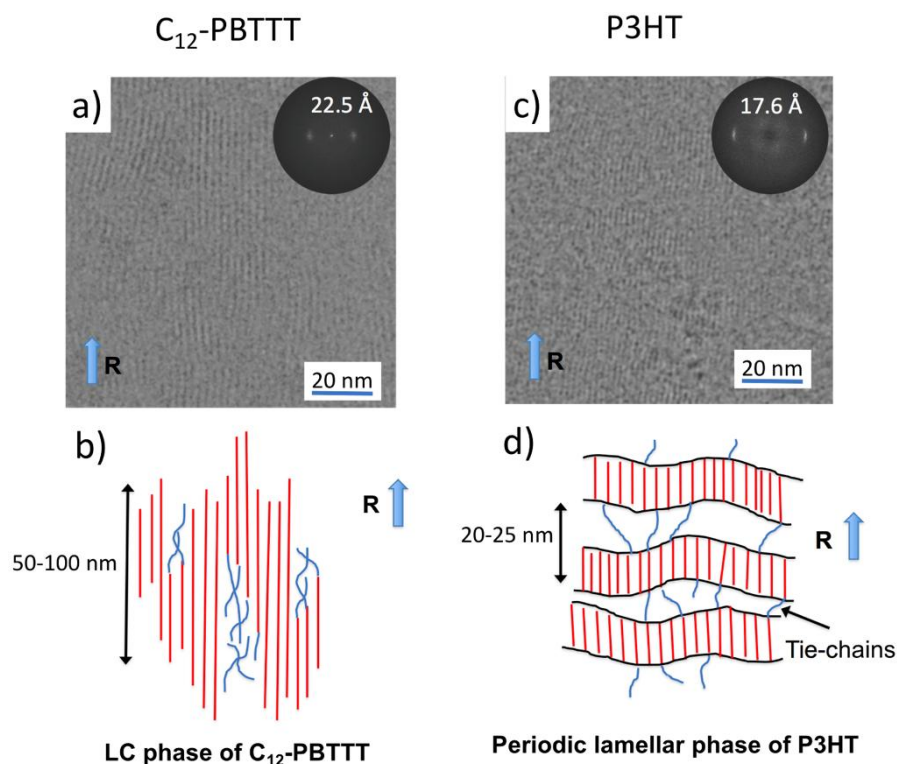 C₁₂-PBTTT
P3HT
a)
22.5 Å
R
20 nm
c)
17.6 Å
R
20 nm
b)
R
50-100 nm
LC phase of C₁₂-PBTTT
d)
20-25 nm
R
Tie-chains
Periodic lamellar phase of P3HT